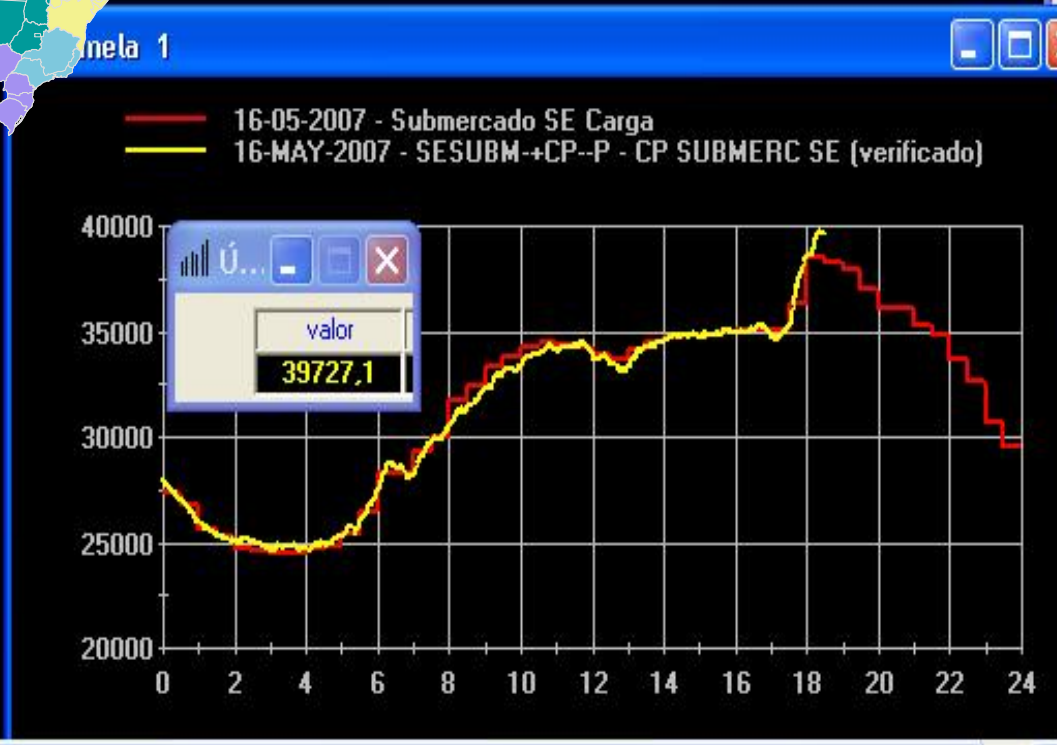 nela 1
16-05-2007 - Submercado SE Carga
16-MAY-2007 - SESUBM-+CP--P - CP SUBMERC SE (verificado)
40000
Ú...
35000
valor
39727,1
30000
25000
20000
0 2 4 6 8 10 12 14 16 18 20 22 24